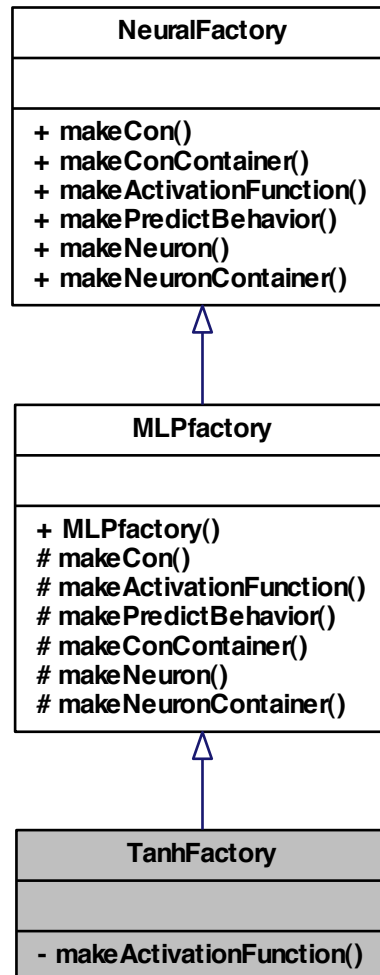 NeuralFactory
+ makeCon()
+ makeConContainer()
+ makeActivationFunction()
+ makePredictBehavior()
+ makeNeuron()
+ makeNeuronContainer()
MLPfactory
+ MLPfactory()
# makeCon()
# makeActivationFunction()
# makePredictBehavior()
# makeConContainer()
# makeNeuron()
# makeNeuronContainer()
TanhFactory
- makeActivationFunction()